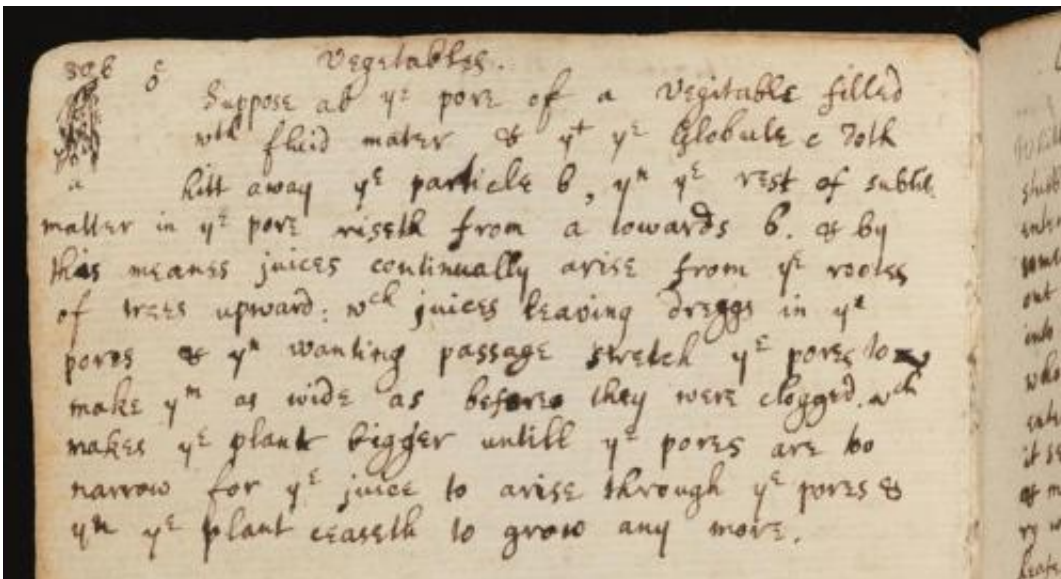 Vegetables.
Suppose ab yᵉ pore of a Vegitable filled
wᵗʰ fluid mater & yᵗ yᵉ Globule c doth
hitt away yᵉ particle b, yⁿ yᵉ rest of subtile
matter in yᵉ pore riseth from a towards b. & by
this meanes juices continually arise from yᵉ rootes
of trees upward: wᶜʰ juices leaving dreggs in yᵉ
pores & yⁿ wanting passage stretch yᵉ pores to
make yᵐ as wide as before they were clogged. wᶜʰ
makes yᵉ plant bigger untill yᵉ pores are too
narrow for yᵉ juice to arise through yᵉ pores &
yⁿ yᵉ plant ceaseth to grow any more.